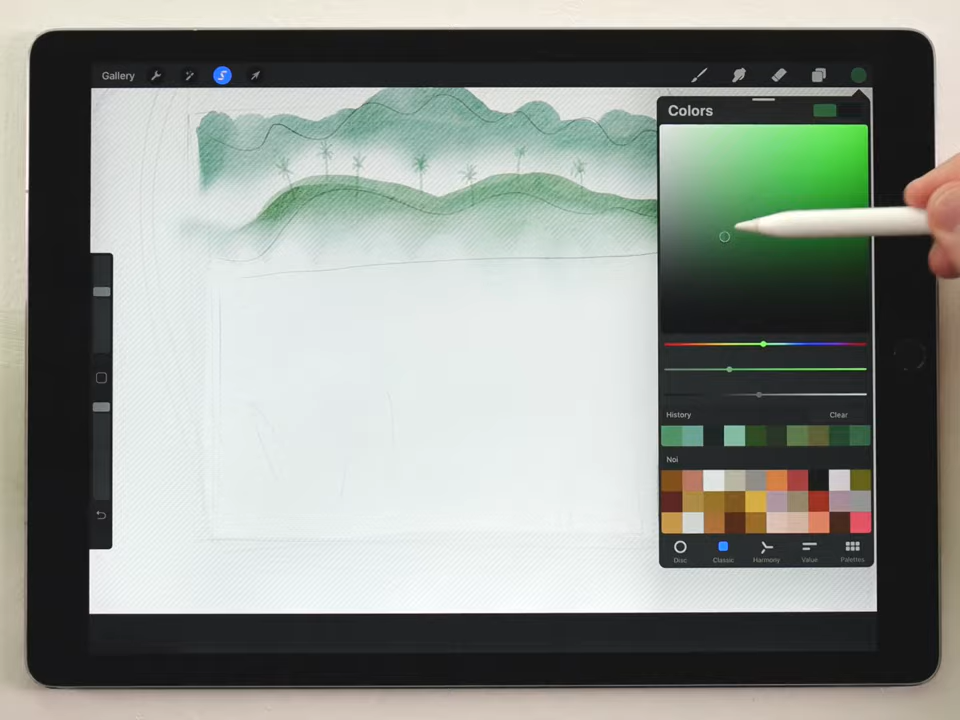 Gallery
Colors
History Clear
Noi
Disc Classic Harmony Value Palettes